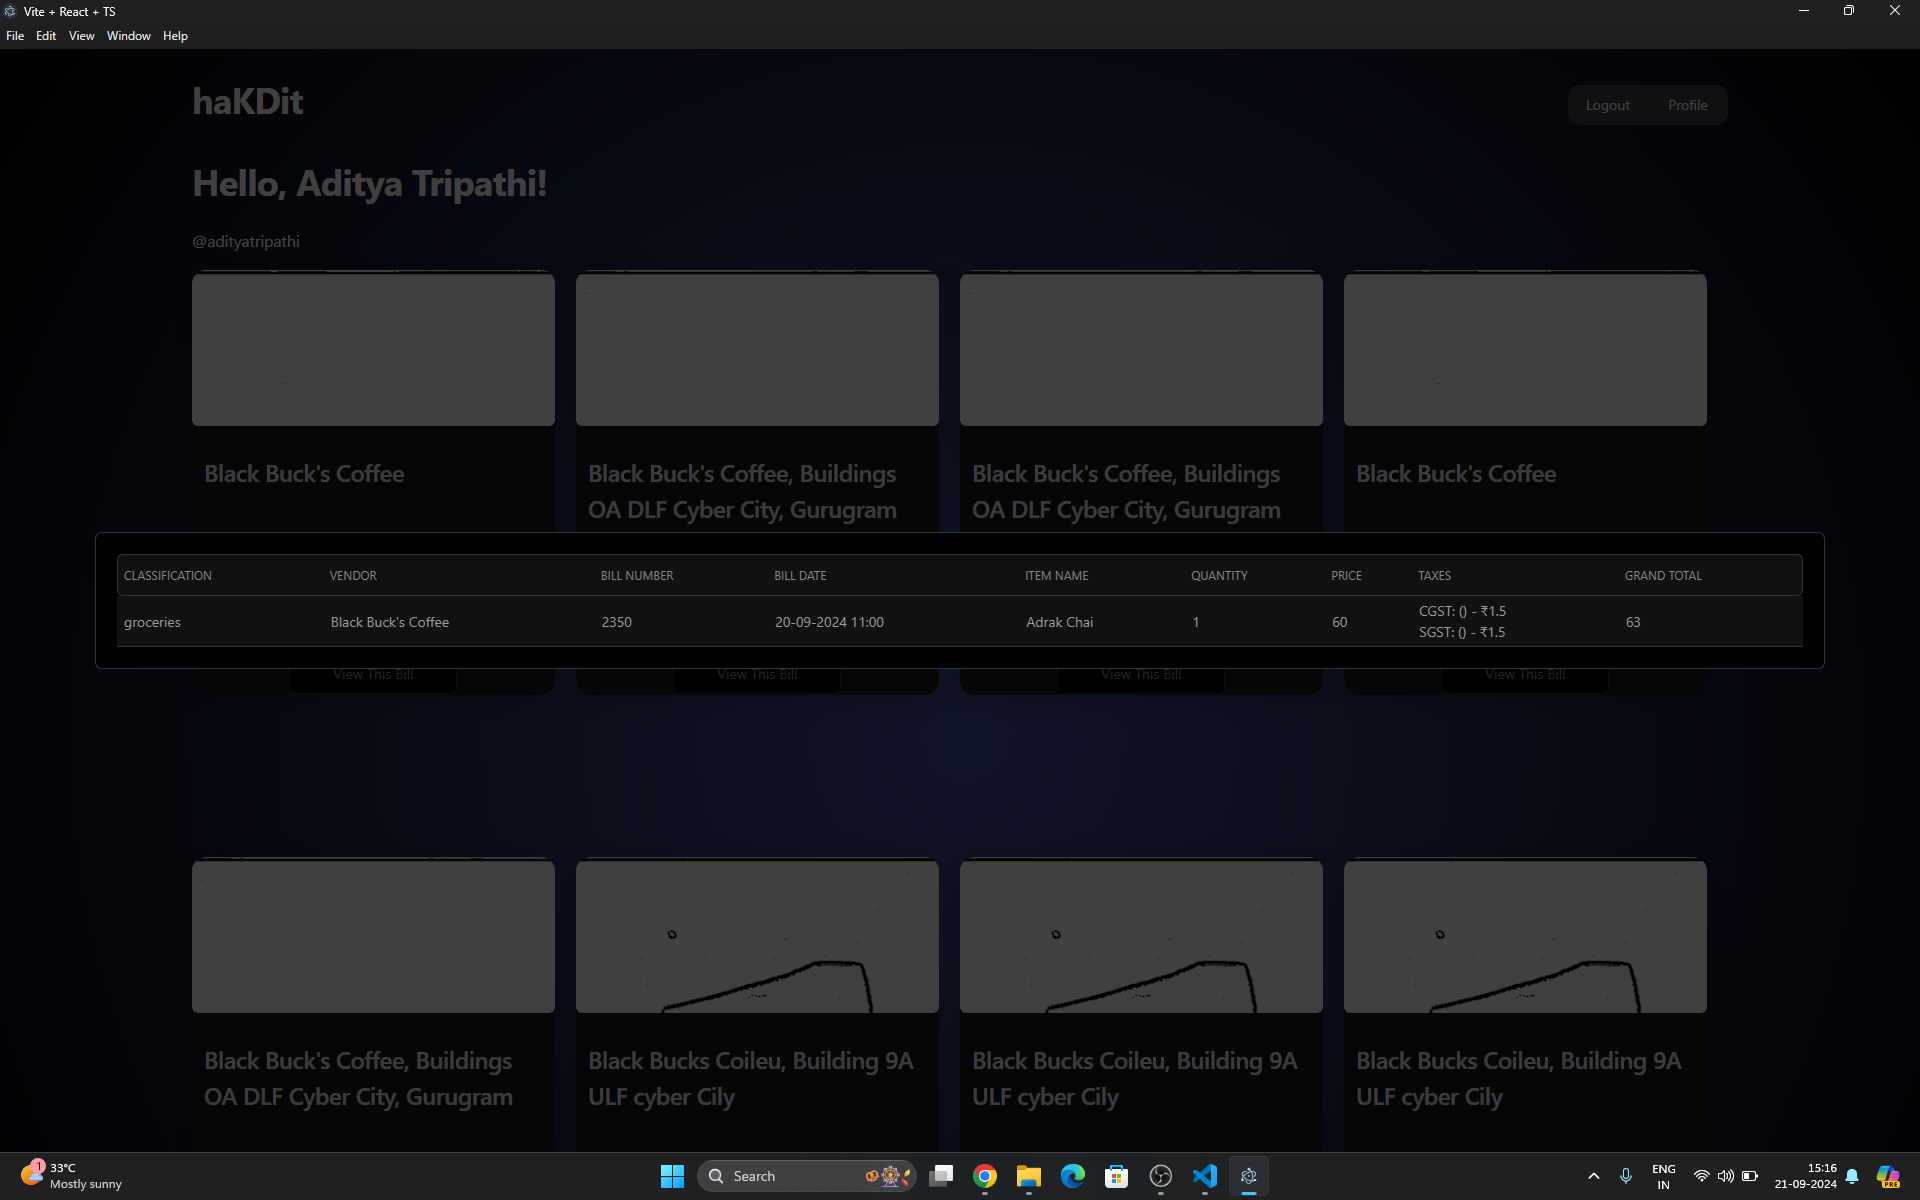 Vite + React + TS
File Edit View Window Help
haKDit
Logout Profile
Hello, Aditya Tripathi!
@adityatripathi
Black Buck's Coffee
Black Buck's Coffee, Buildings
OA DLF Cyber City, Gurugram
Black Buck's Coffee, Buildings
OA DLF Cyber City, Gurugram
Black Buck's Coffee
CLASSIFICATION VENDOR BILL NUMBER BILL DATE ITEM NAME QUANTITY PRICE TAXES GRAND TOTAL
groceries Black Buck's Coffee 2350 20-09-2024 11:00 Adrak Chai 1 60 CGST: () - ₹1.5 63
SGST: () - ₹1.5
View This Bill View This Bill View This Bill View This Bill
Black Buck's Coffee, Buildings
OA DLF Cyber City, Gurugram
Black Bucks Coileu, Building 9A
ULF cyber Cily
Black Bucks Coileu, Building 9A
ULF cyber Cily
Black Bucks Coileu, Building 9A
ULF cyber Cily
1
33°C
Mostly sunny
Search
PRE
ENG
IN
15:16
21-09-2024